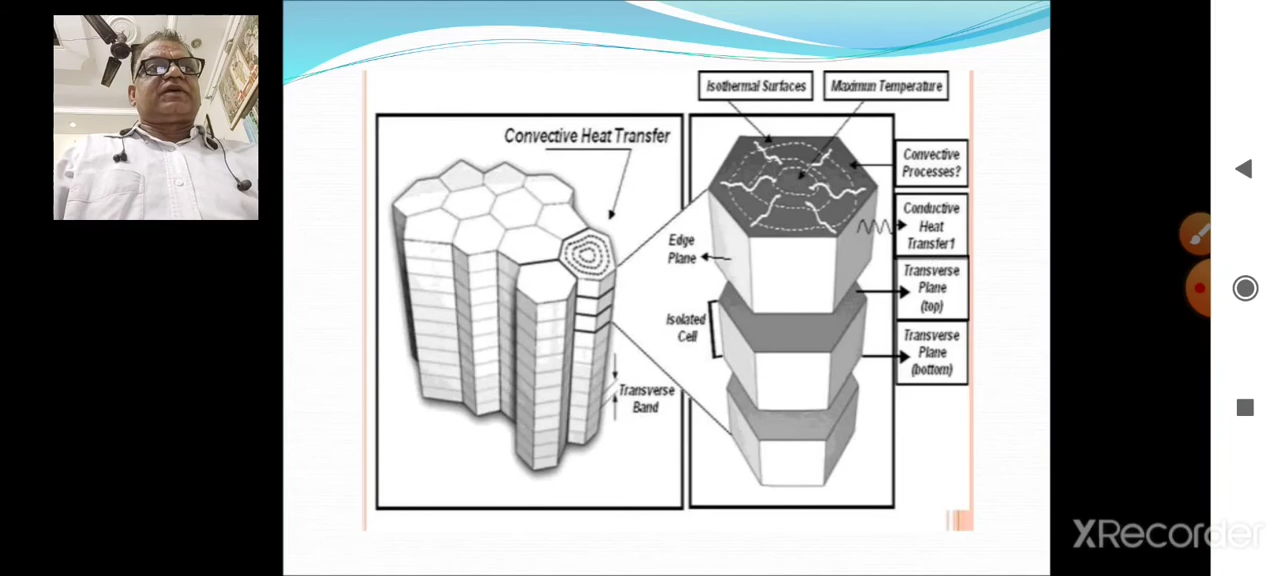 Isothermal Surfaces
Maximum Temperature
Convective Heat Transfer
Convective
Processes?
Conductive
Heat
Transfer1
Edge
Plane
Transverse
Plane
(top)
Isolated
Cell
Transverse
Plane
(bottom)
Transverse
Band
XRecorder